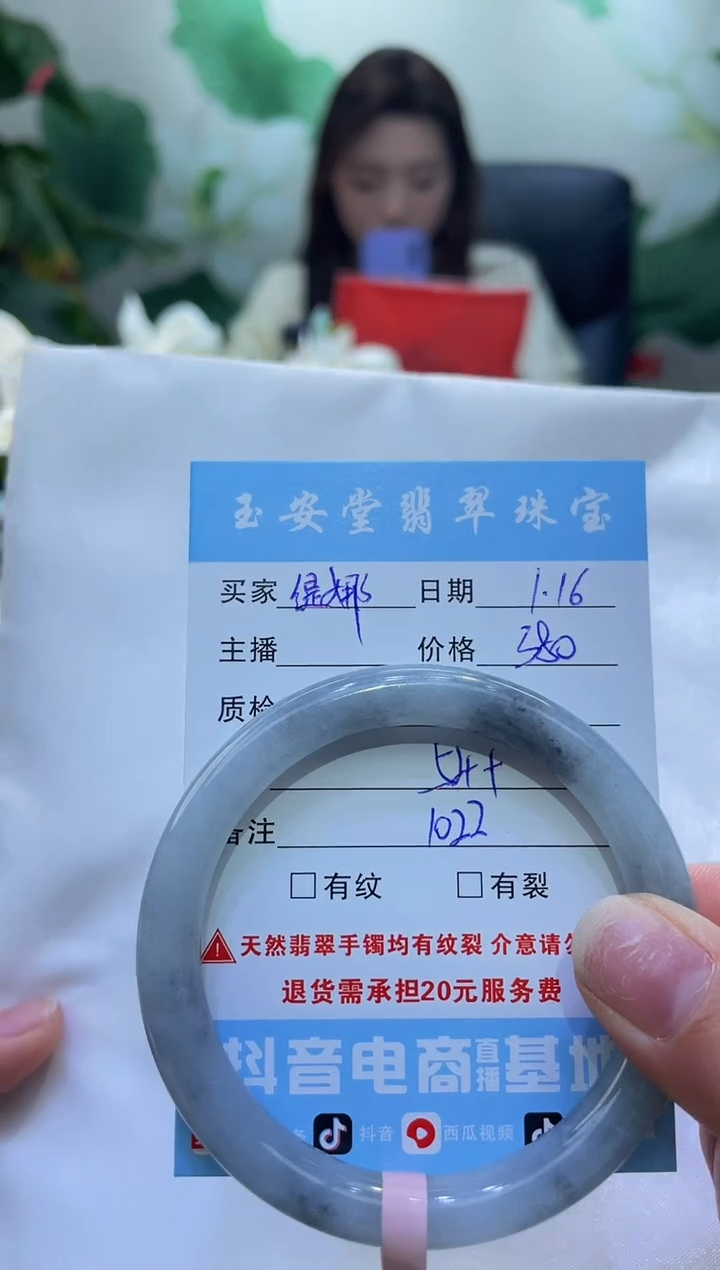 玉安堂翡翠珠宝
买家 日期 1.16
主播 价格 380
质检
54+
备注 1022
□有纹 □有裂
天然翡翠手镯均有纹裂 介意请勿
退货需承担20元服务费
抖音电商直播基地
抖音 西瓜视频